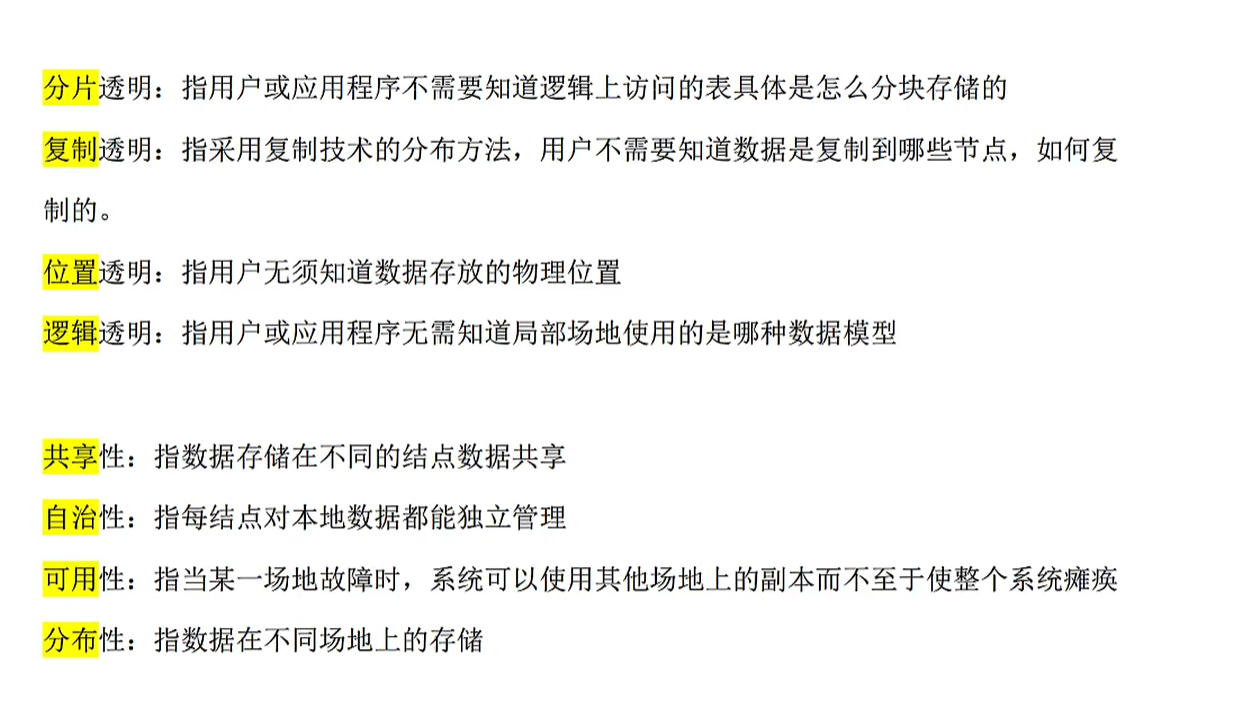 分片透明：指用户或应用程序不需要知道逻辑上访问的表具体是怎么分块存储的
复制透明：指采用复制技术的分布方法，用户不需要知道数据是复制到哪些节点，如何复
制的。
位置透明：指用户无须知道数据存放的物理位置
逻辑透明：指用户或应用程序无需知道局部场地使用的是哪种数据模型
共享性：指数据存储在不同的结点数据共享
自治性：指每结点对本地数据都能独立管理
可用性：指当某一场地故障时，系统可以使用其他场地上的副本而不至于使整个系统瘫痪
分布性：指数据在不同场地上的存储